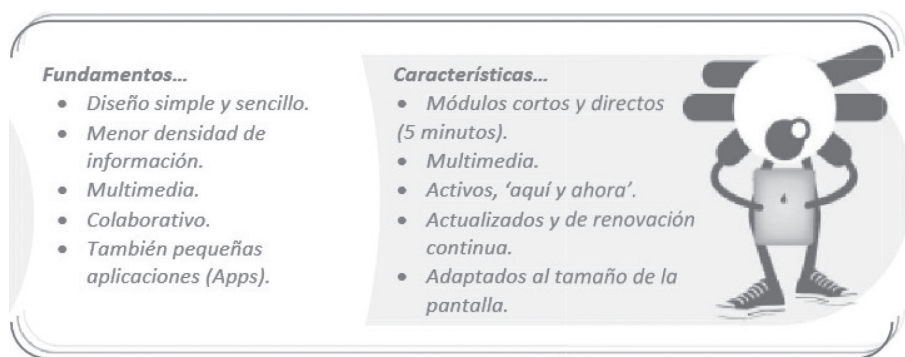 Fundamentos...
• Diseño simple y sencillo.
• Menor densidad de
información.
• Multimedia.
• Colaborativo.
• También pequeñas
aplicaciones (Apps).
Características...
• Módulos cortos y directos
(5 minutos).
• Multimedia.
• Activos, ‘aquí y ahora’.
• Actualizados y de renovación
continua.
• Adaptados al tamaño de la
pantalla.